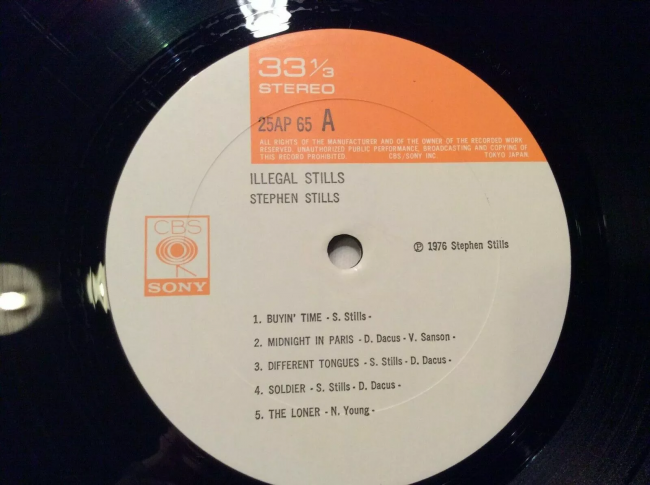 33 1/3
STEREO
25AP 65 A
ALL RIGHTS OF THE MANUFACTURER AND OF THE OWNER OF THE RECORDED WORK
RESERVED. UNAUTHORIZED PUBLIC PERFORMANCE, BROADCASTING AND COPYING OF
THIS RECORD PROHIBITED. CBS/SONY INC. TOKYO JAPAN.
ILLEGAL STILLS
STEPHEN STILLS
CBS
SONY
℗ 1976 Stephen Stills
1. BUYIN' TIME - S. Stills -
2. MIDNIGHT IN PARIS - D. Dacus - V. Sanson -
3. DIFFERENT TONGUES - S. Stills - D. Dacus -
4. SOLDIER - S. Stills - D. Dacus -
5. THE LONER - N. Young -